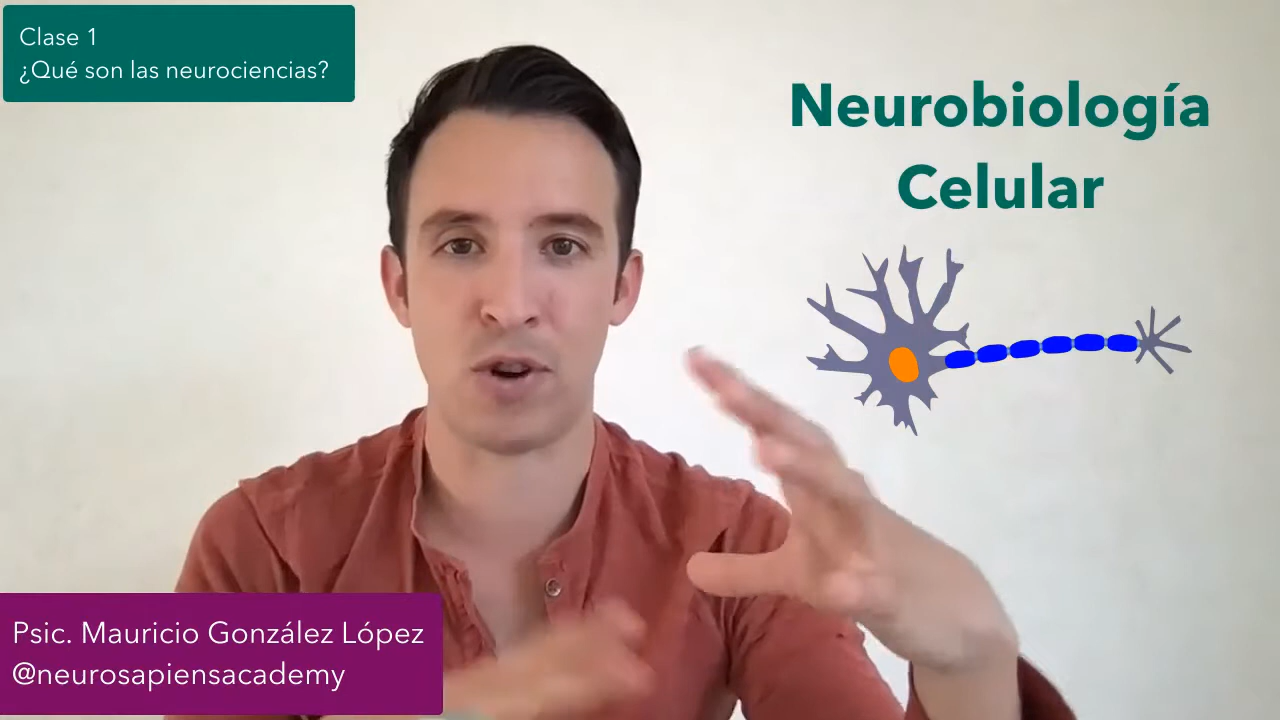 Clase 1
¿Qué son las neurociencias?
Neurobiología
Celular
Psic. Mauricio González López
@neurosapiensacademy